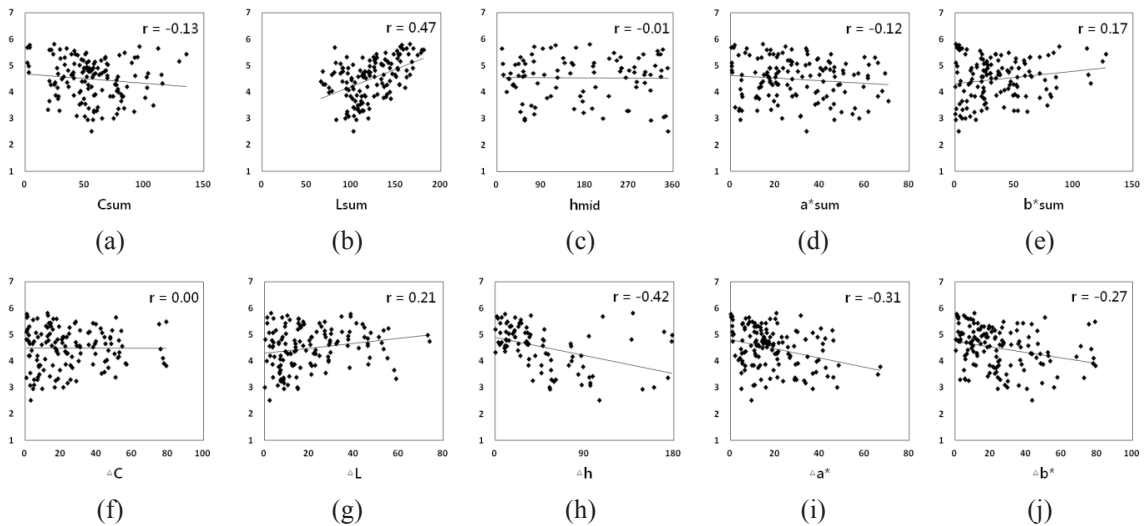 r = -0.13 r = 0.47 r = -0.01 r = -0.12 r = 0.17
7 7 7 7 7
6 6 6 6 6
5 5 5 5 5
4 4 4 4 4
3 3 3 3 3
2 2 2 2 2
1 1 1 1 1
0 50 100 150 0 50 100 150 200 0 90 180 270 360 0 20 40 60 80 0 50 100 150
Csum Lsum hmid a*sum b*sum
(a) (b) (c) (d) (e)
r = 0.00 r = 0.21 r = -0.42 r = -0.31 r = -0.27
7 7 7 7 7
6 6 6 6 6
5 5 5 5 5
4 4 4 4 4
3 3 3 3 3
2 2 2 2 2
1 1 1 1 1
0 20 40 60 80 100 0 20 40 60 80 0 90 180 0 20 40 60 80 0 20 40 60 80 100
△C △L △h △a* △b*
(f) (g) (h) (i) (j)